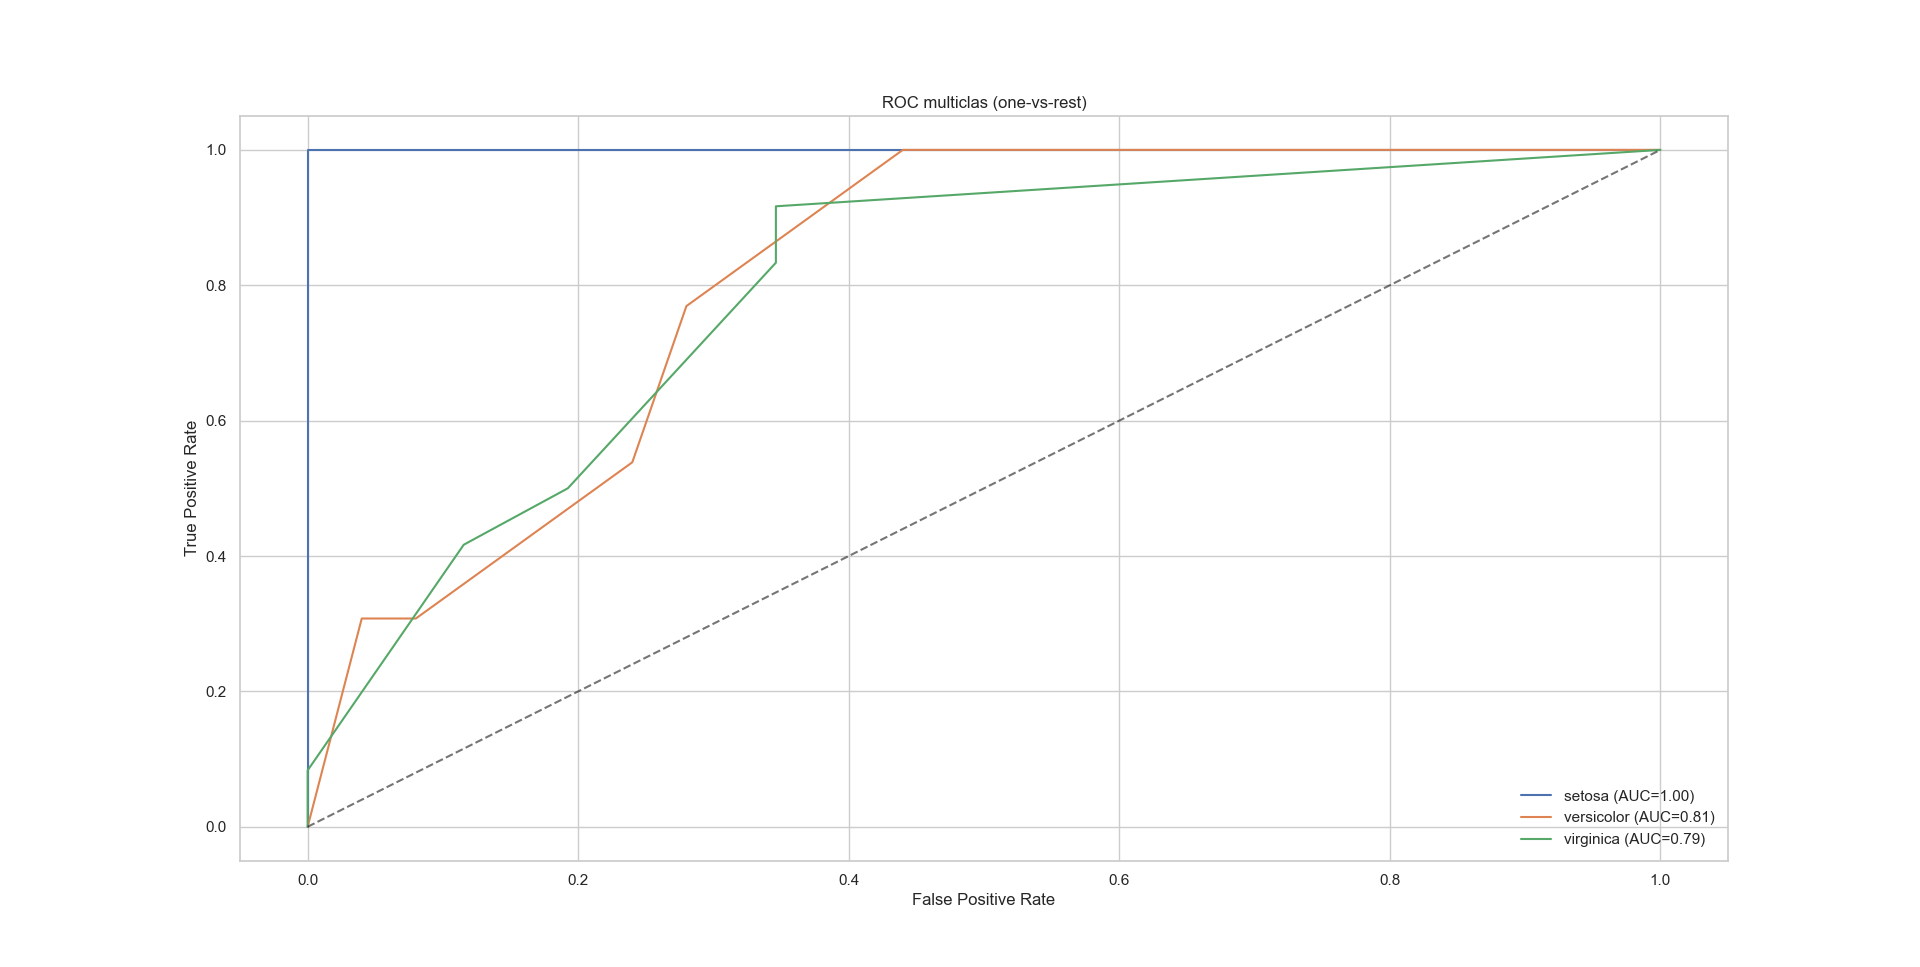 ROC multiclas (one-vs-rest)
1.0
0.8
0.6
0.4
0.2
0.0
True Positive Rate
0.0 0.2 0.4 0.6 0.8 1.0
False Positive Rate
setosa (AUC=1.00)
versicolor (AUC=0.81)
virginica (AUC=0.79)